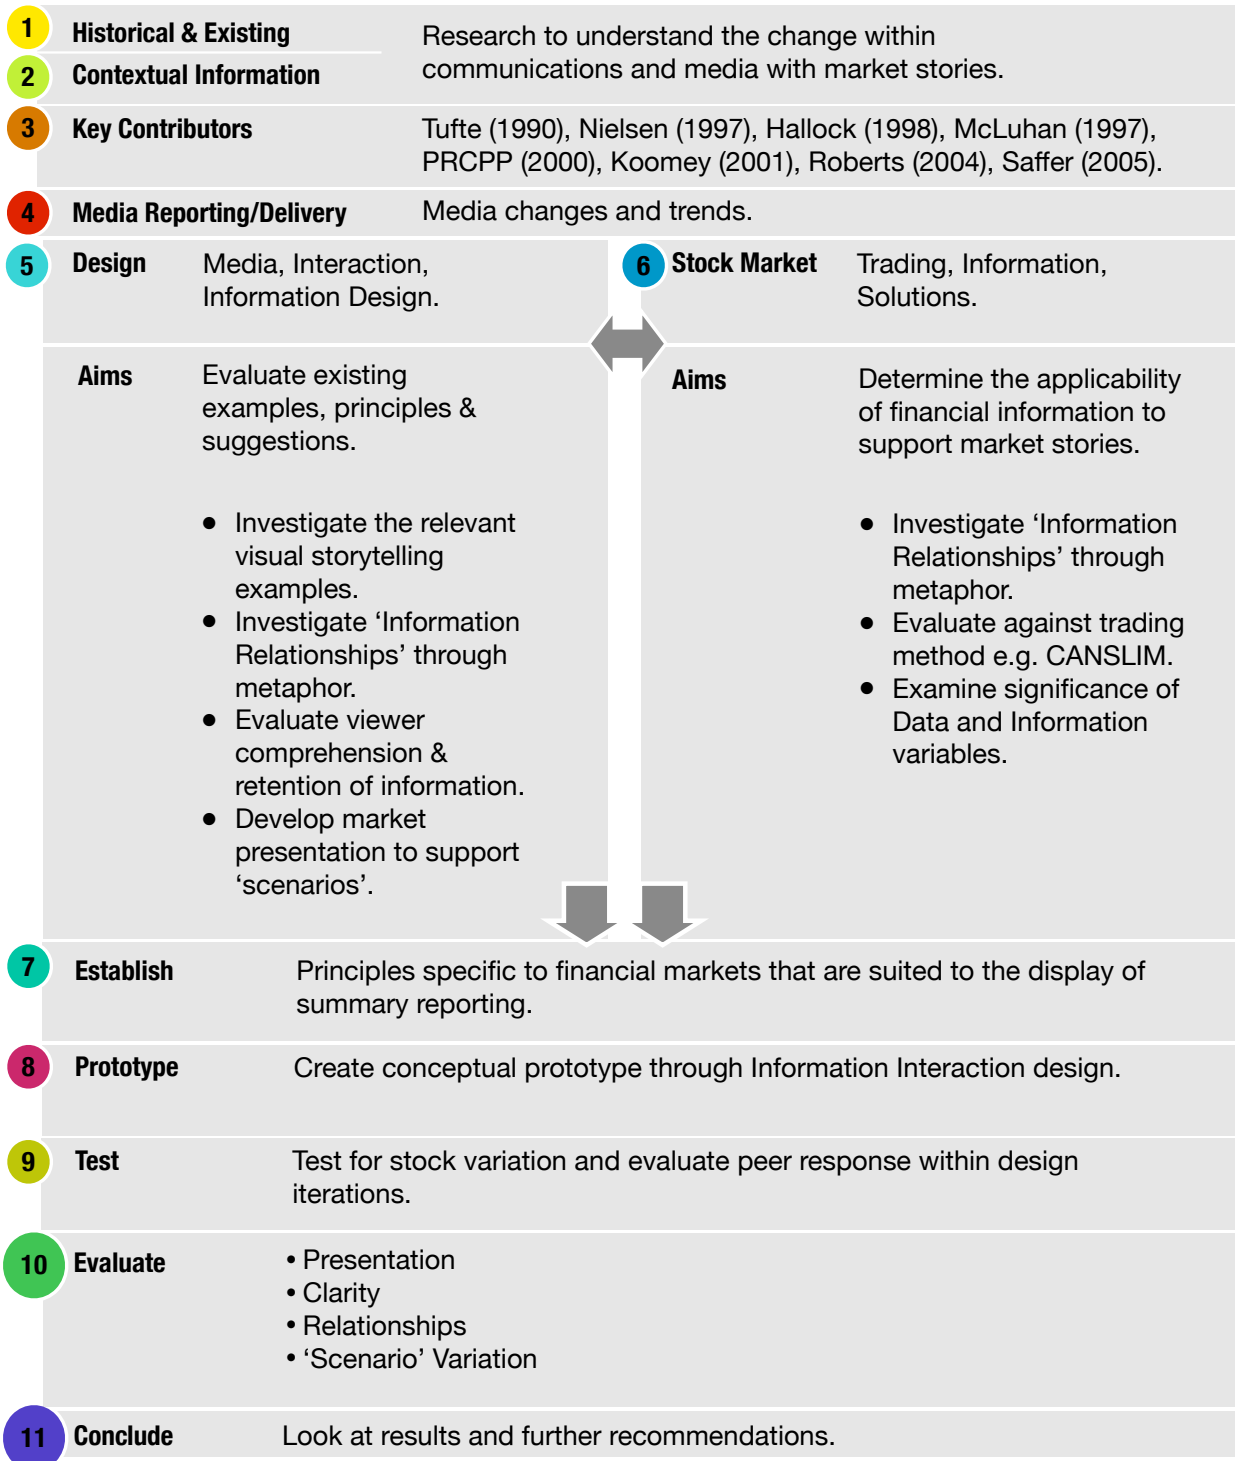 1 Historical & Existing
2 Contextual Information
Research to understand the change within
communications and media with market stories.
3 Key Contributors
Tufte (1990), Nielsen (1997), Hallock (1998), McLuhan (1997),
PRCPP (2000), Koomey (2001), Roberts (2004), Saffer (2005).
4 Media Reporting/Delivery Media changes and trends.
5 Design Media, Interaction,
Information Design.
Aims Evaluate existing
examples, principles &
suggestions.
• Investigate the relevant
visual storytelling
examples.
• Investigate ‘Information
Relationships’ through
metaphor.
• Evaluate viewer
comprehension &
retention of information.
• Develop market
presentation to support
‘scenarios’.
6 Stock Market Trading, Information,
Solutions.
Aims Determine the applicability
of financial information to
support market stories.
• Investigate ‘Information
Relationships’ through
metaphor.
• Evaluate against trading
method e.g. CANSLIM.
• Examine significance of
Data and Information
variables.
7 Establish Principles specific to financial markets that are suited to the display of
summary reporting.
8 Prototype Create conceptual prototype through Information Interaction design.
9 Test Test for stock variation and evaluate peer response within design
iterations.
10 Evaluate • Presentation
• Clarity
• Relationships
• ‘Scenario’ Variation
11 Conclude Look at results and further recommendations.